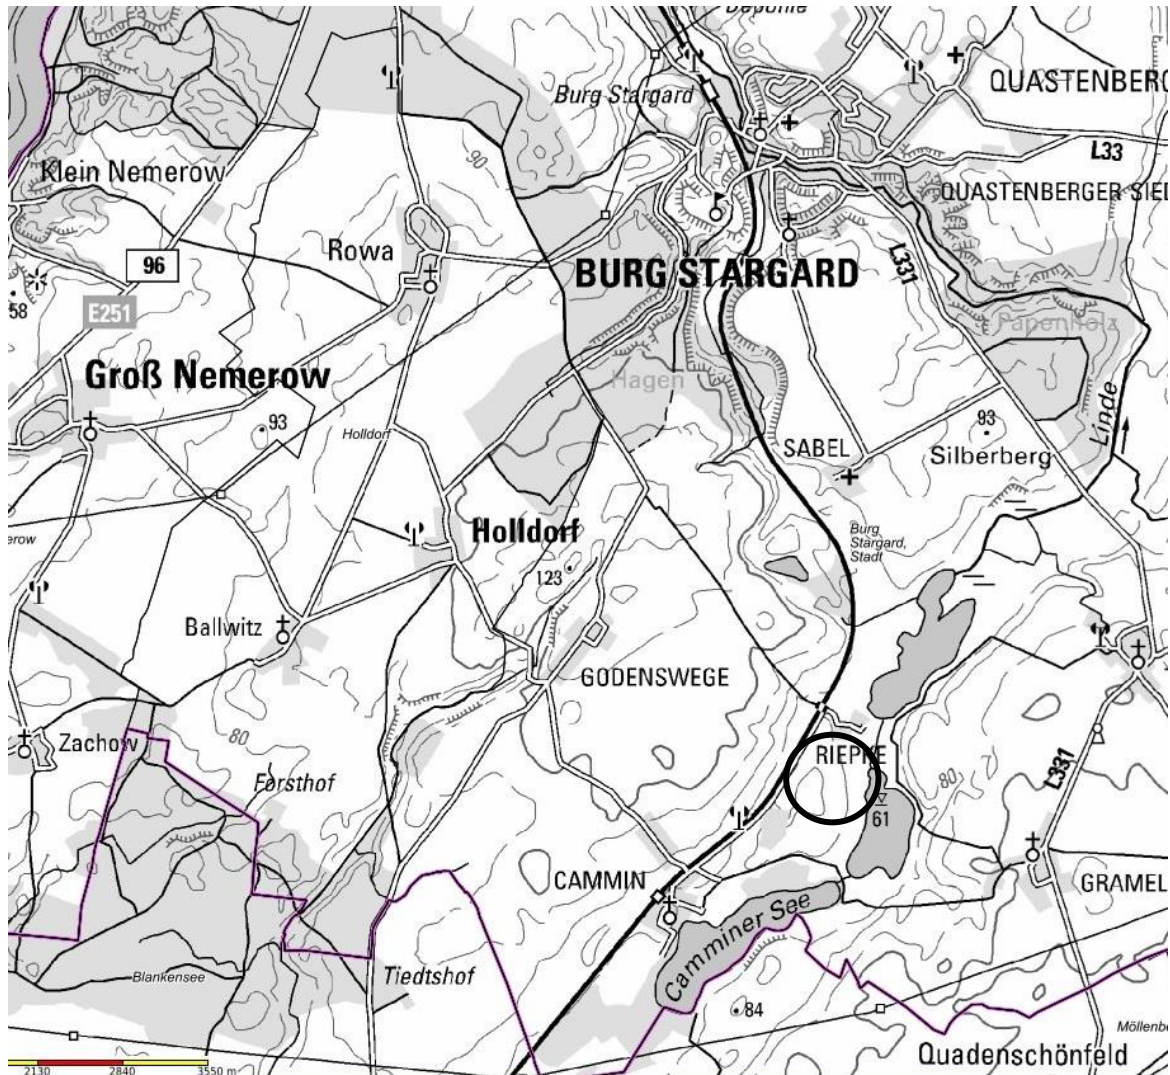 Burg Stargard
QUASTENBERG
90
L33
Klein Nemerow
QUASTENBERGER SIED
Rowa
96
BURG STARGARD
L331
58
E251
Papenholz
Groß Nemerow
Hagen
Linde
93
93
Holldorf
SABEL
Silberberg
Holldorf
Burg
Stargard,
Stadt
123
Ballwitz
GODENSWEGE
Zachow
80
RIEPKE
80
L331
Forsthof
61
CAMMIN
GRAMEL
Camminer See
Blankensee
Tiedtshof
84
Möllenbe
Quadenschönfeld
2130
2840
3550 m